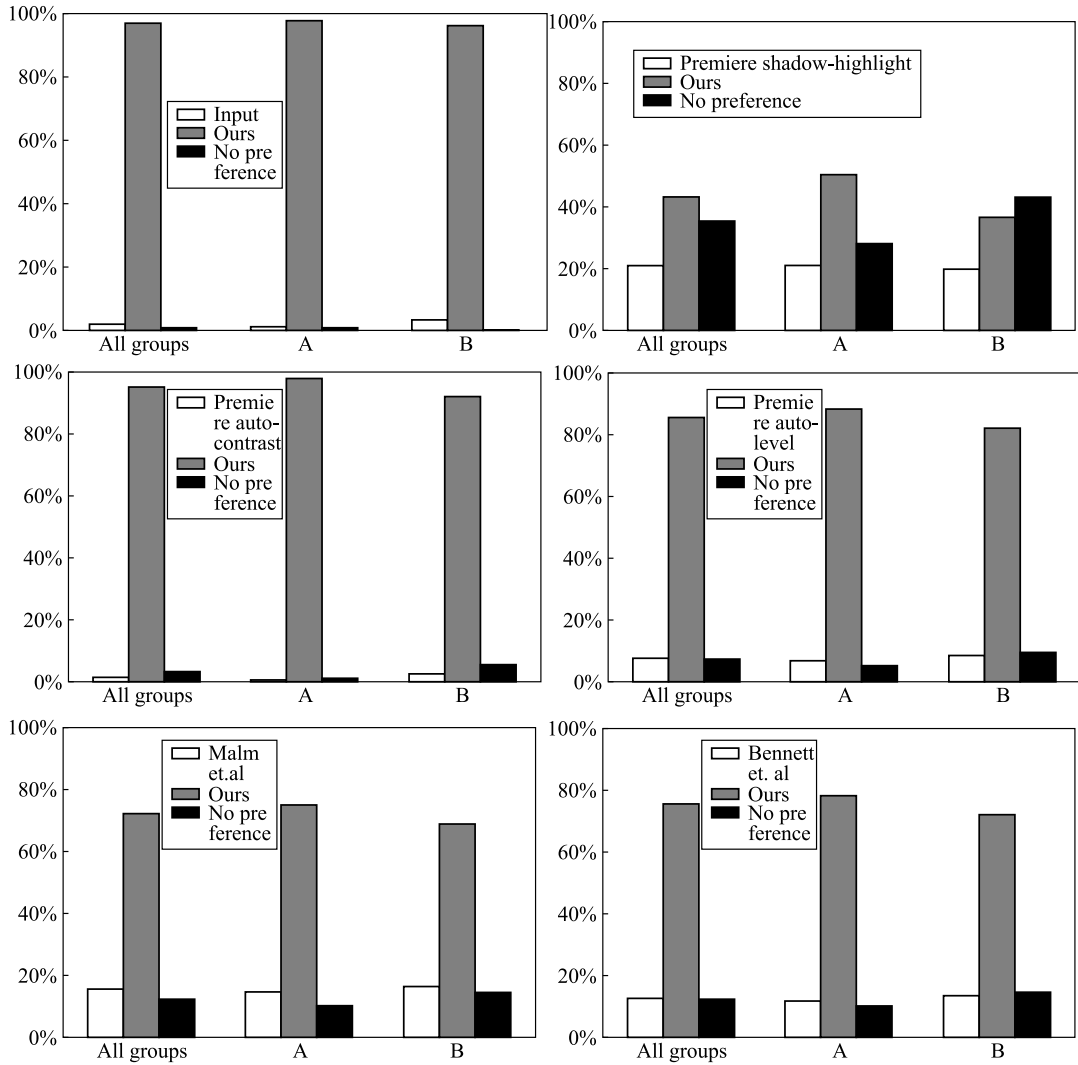 100%
80%
60%
40%
20%
0%
Input
Ours
No pre
ference
All groups
A
B
100%
80%
60%
40%
20%
0%
Premiere shadow-highlight
Ours
No preference
All groups
A
B
100%
80%
60%
40%
20%
0%
Premie
re auto-
contrast
Ours
No pre
ference
All groups
A
B
100%
80%
60%
40%
20%
0%
Premie
re auto-
level
Ours
No pre
ference
All groups
A
B
100%
80%
60%
40%
20%
0%
Malm
et.al
Ours
No pre
ference
All groups
A
B
100%
80%
60%
40%
20%
0%
Bennett
et. al
Ours
No pre
ference
All groups
A
B